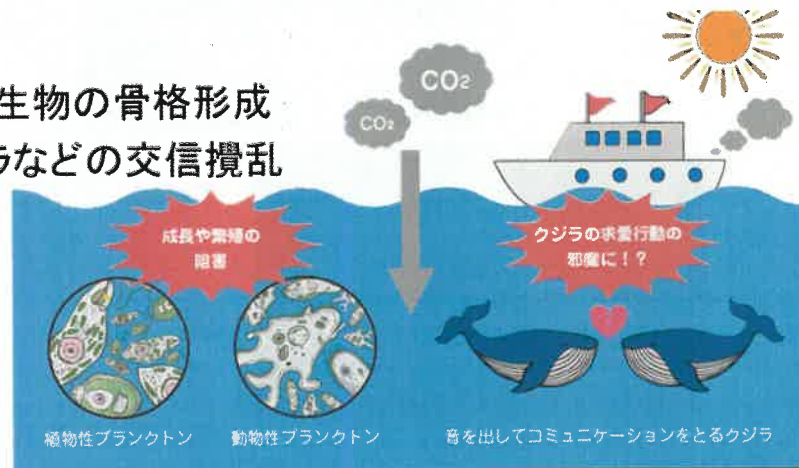 生物の骨格形成
ラなどの交信攪乱
CO₂
CO₂
成長や繁殖の
阻害
クジラの求愛行動の
邪魔に！？
植物性プランクトン
動物性プランクトン
音を出してコミュニケーションをとるクジラ